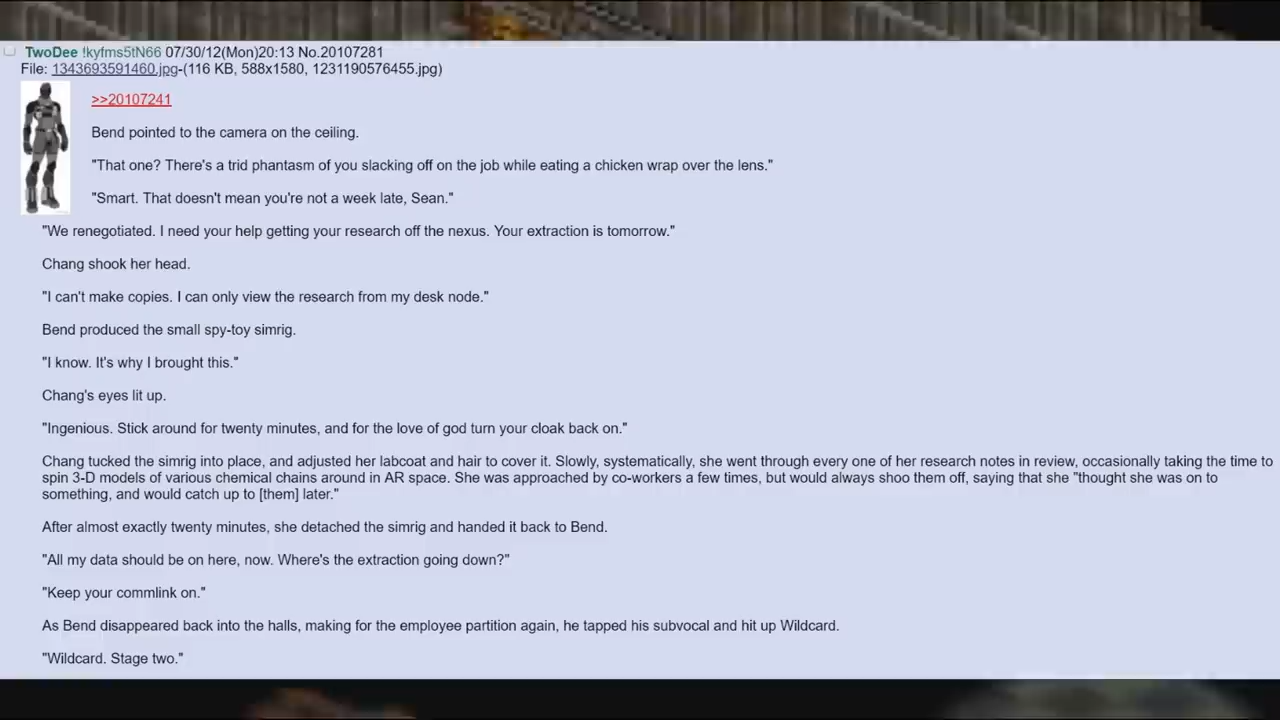 TwoDee !kyfms5tN66 07/30/12(Mon)20:13 No.20107281
File: 1343693591460.jpg-(116 KB, 588x1580, 1231190576455.jpg)
>>20107241
Bend pointed to the camera on the ceiling.
"That one? There's a trid phantasm of you slacking off on the job while eating a chicken wrap over the lens."
"Smart. That doesn't mean you're not a week late, Sean."
"We renegotiated. I need your help getting your research off the nexus. Your extraction is tomorrow."
Chang shook her head.
"I can't make copies. I can only view the research from my desk node."
Bend produced the small spy-toy simrig.
"I know. It's why I brought this."
Chang's eyes lit up.
"Ingenious. Stick around for twenty minutes, and for the love of god turn your cloak back on."
Chang tucked the simrig into place, and adjusted her labcoat and hair to cover it. Slowly, systematically, she went through every one of her research notes in review, occasionally taking the time to
spin 3-D models of various chemical chains around in AR space. She was approached by co-workers a few times, but would always shoo them off, saying that she "thought she was on to
something, and would catch up to [them] later."
After almost exactly twenty minutes, she detached the simrig and handed it back to Bend.
"All my data should be on here, now. Where's the extraction going down?"
"Keep your commlink on."
As Bend disappeared back into the halls, making for the employee partition again, he tapped his subvocal and hit up Wildcard.
"Wildcard. Stage two."